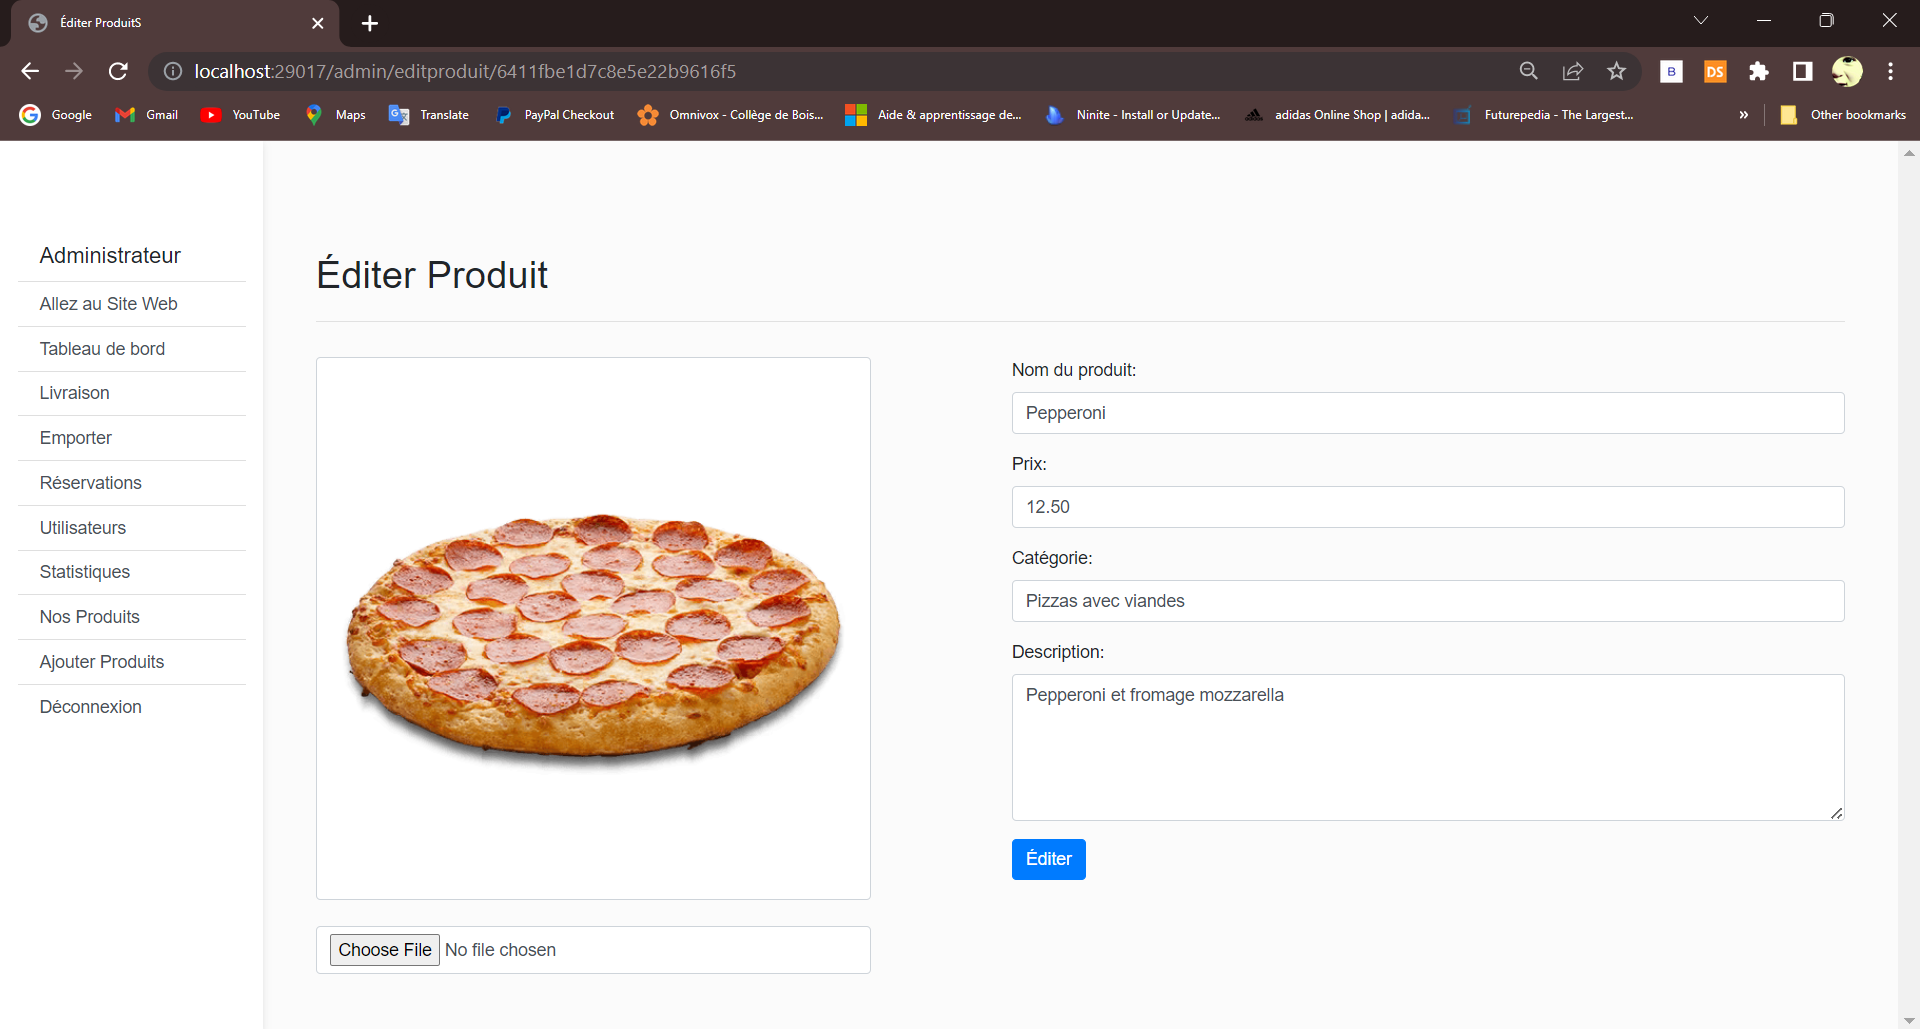 Éditer ProduitS
localhost:29017/admin/editproduit/6411fbe1d7c8e5e22b9616f5
B
DS
Google
Gmail
YouTube
Maps
Translate
PayPal Checkout
Omnivox - Collège de Bois...
Aide & apprentissage de...
Ninite - Install or Update...
adidas Online Shop | adida...
Futurepedia - The Largest...
»
Other bookmarks
Administrateur
Allez au Site Web
Tableau de bord
Livraison
Emporter
Réservations
Utilisateurs
Statistiques
Nos Produits
Ajouter Produits
Déconnexion
Éditer Produit
Choose File No file chosen
Nom du produit:
Pepperoni
Prix:
12.50
Catégorie:
Pizzas avec viandes
Description:
Pepperoni et fromage mozzarella
Éditer